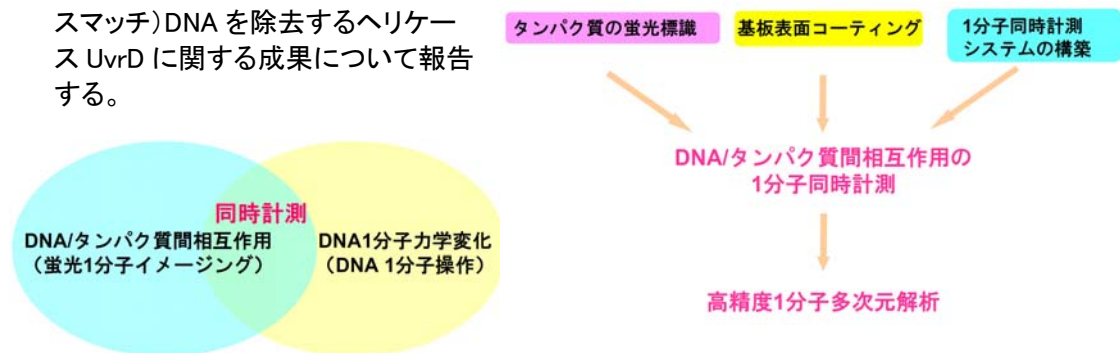 スマッチ)DNA を除去するヘリケー
ス UvrD に関する成果について報告
する。
同時計測
DNA/タンパク質間相互作用
(蛍光1分子イメージング)
DNA1分子力学変化
(DNA 1分子操作)
タンパク質の蛍光標識
基板表面コーティング
1分子同時計測
システムの構築
DNA/タンパク質間相互作用の
1分子同時計測
高精度1分子多次元解析